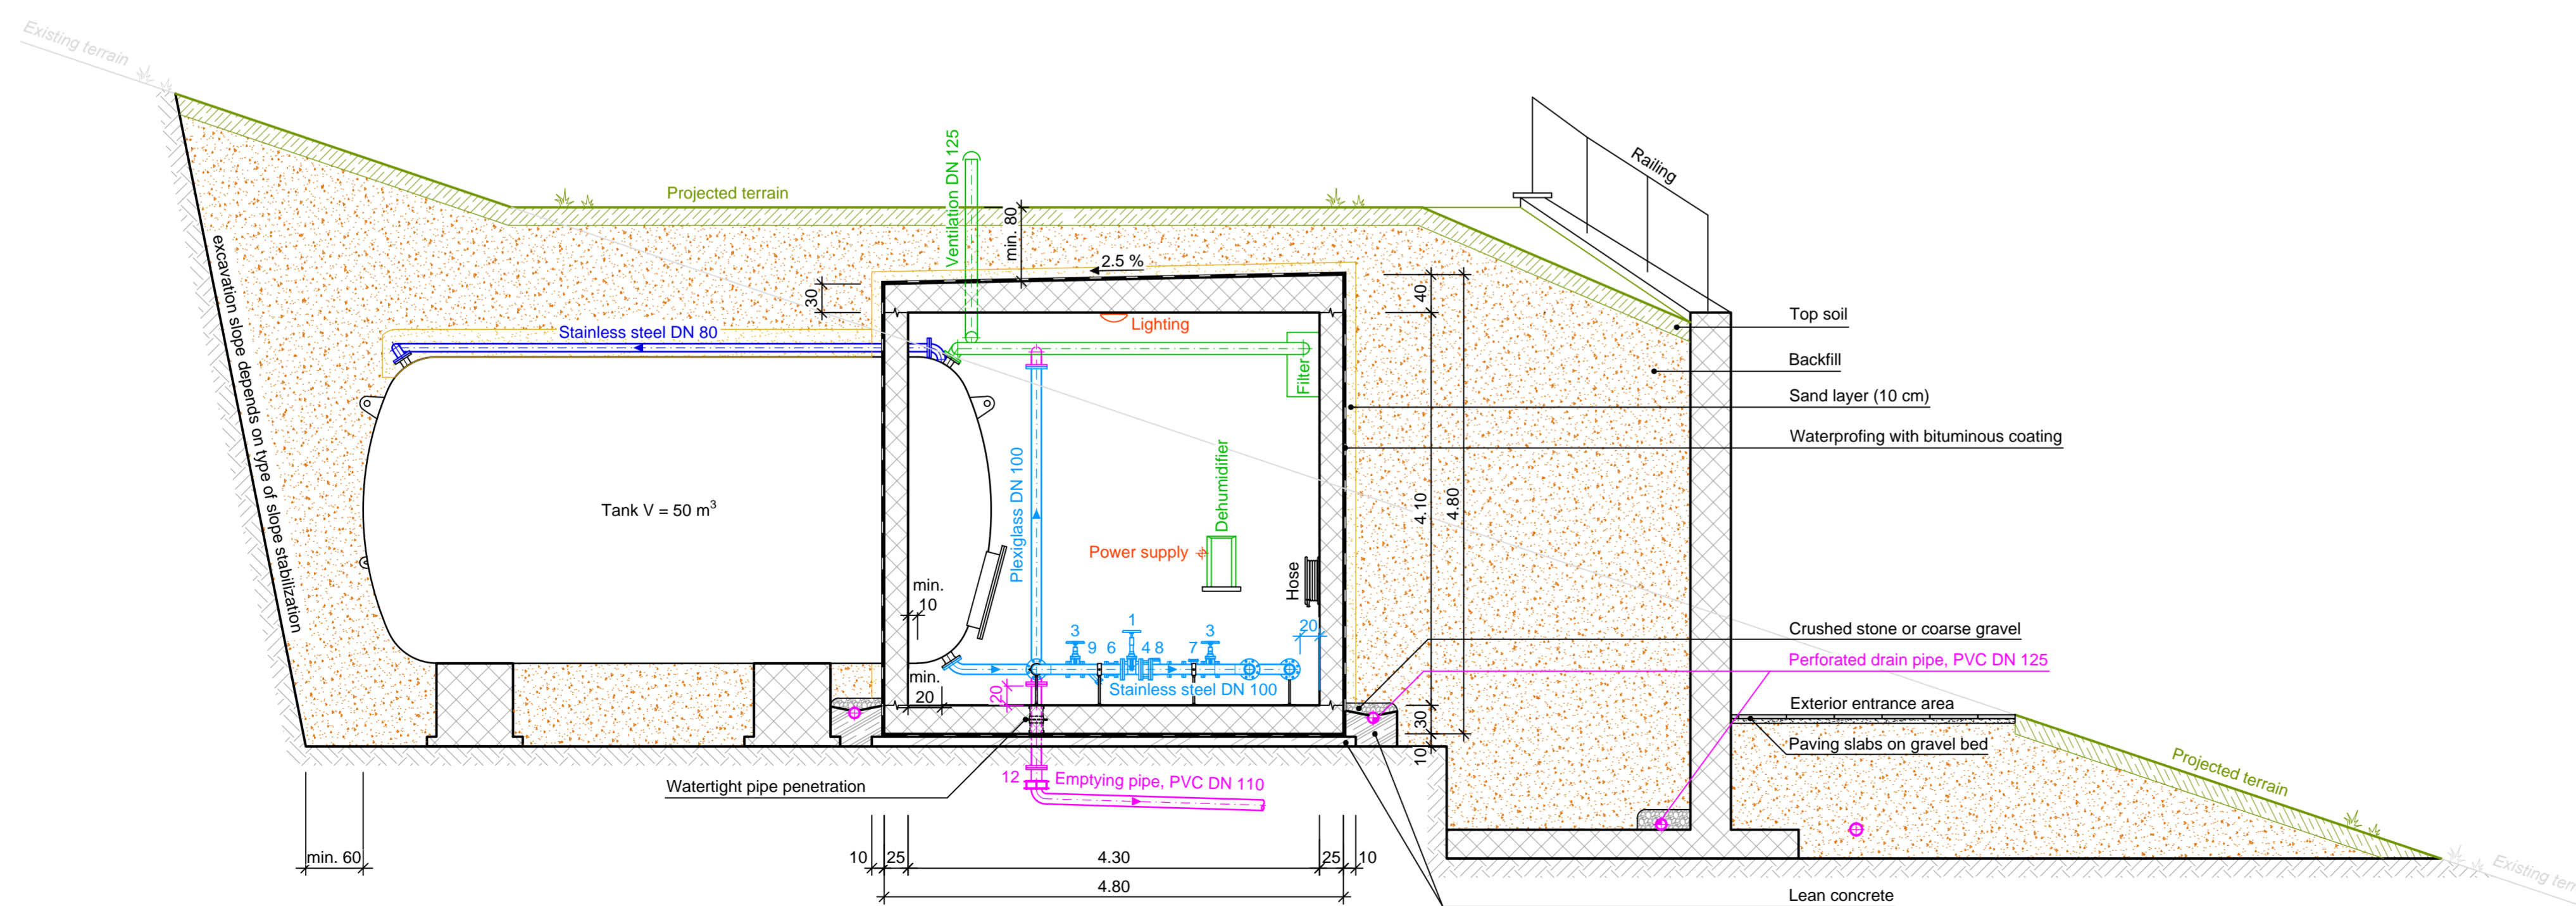 Existing terrain
Projected terrain
Ventilation DN 125
min. 80
2.5 %
Railing
excavation slope depends on type of slope stabilization
30
Stainless steel DN 80
Lighting
Filter
40
Top soil
Backfill
Sand layer (10 cm)
Waterprofing with bituminous coating
Tank V = 50 m³
Plexiglass DN 100
Dehumidifier
Power supply
Hose
4.10
4.80
min.
10
3
9
6
1
4
8
7
3
20
Crushed stone or coarse gravel
Perforated drain pipe, PVC DN 125
min.
20
20
Stainless steel DN 100
30
10
Exterior entrance area
Paving slabs on gravel bed
Projected terrain
Watertight pipe penetration
12
Emptying pipe, PVC DN 110
min. 60
10
25
4.30
25
10
4.80
Lean concrete
Existing terr